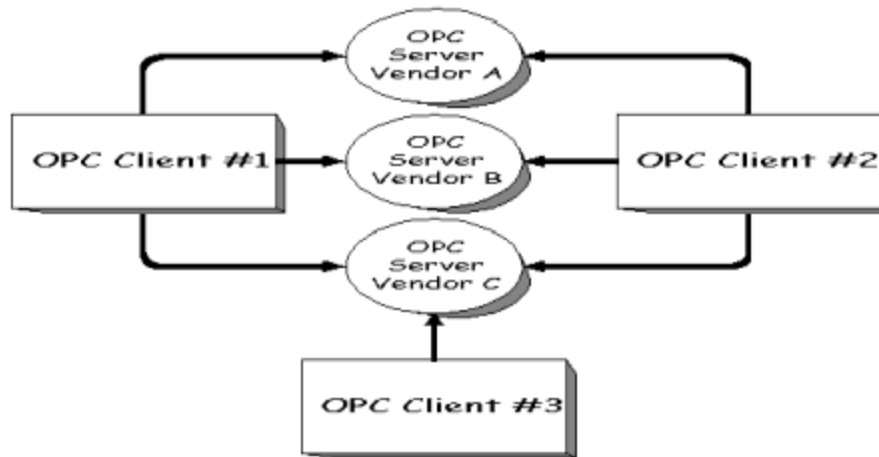 OPC
Server
Vendor A
OPC Client #1
OPC
Server
Vendor B
OPC Client #2
OPC
Server
Vendor C
OPC Client #3